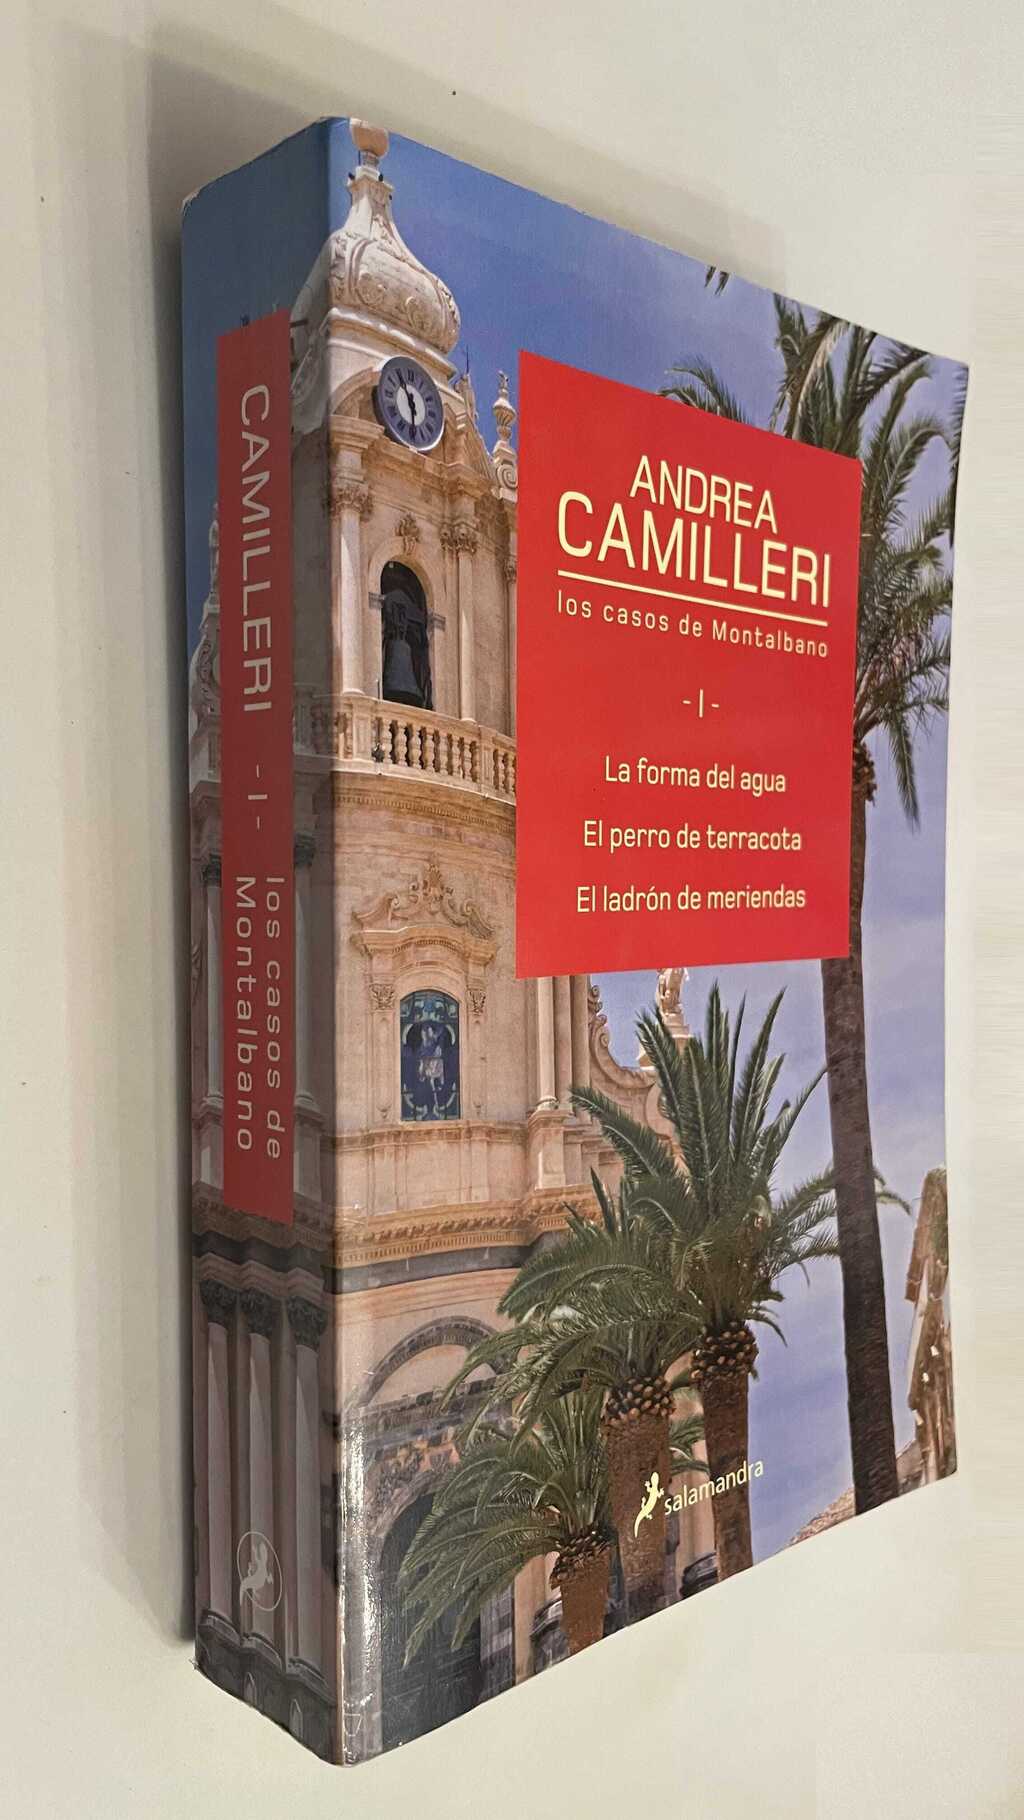 CAMILLERI - I - los casos de
Montalbano
ANDREA
CAMILLERI
los casos de Montalbano
- I -
La forma del agua
El perro de terracota
El ladrón de meriendas
salamandra